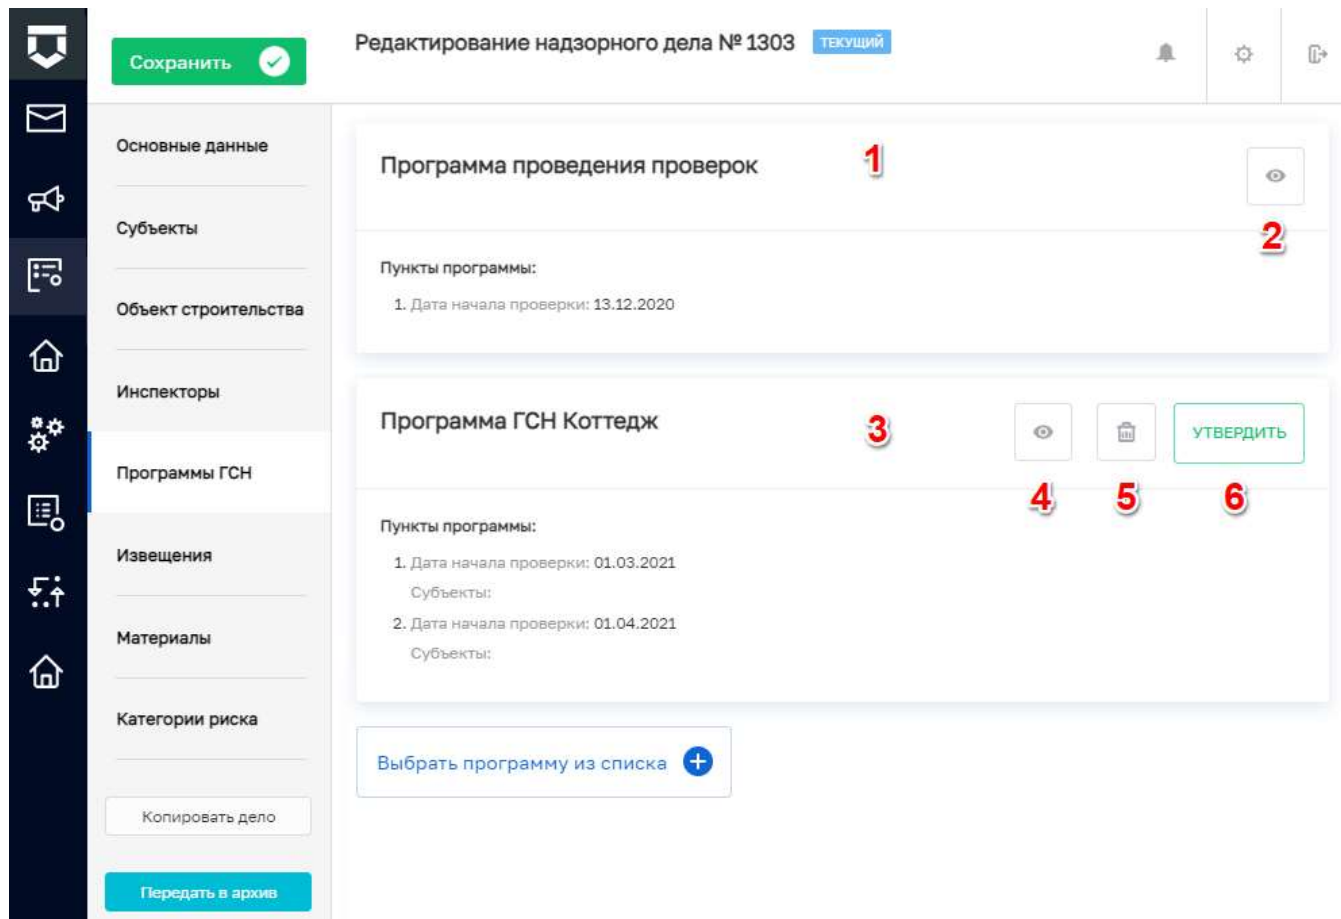 Сохранить
Редактирование надзорного дела № 1303 ТЕКУЩИЙ
Основные данные
Субъекты
Объект строительства
Инспекторы
Программы ГСН
Извещения
Материалы
Категории риска
Копировать дело
Передать в архив
Программа проведения проверок 1
2
Пункты программы:
1. Дата начала проверки: 13.12.2020
Программа ГСН Коттедж 3
УТВЕРДИТЬ
4 5 6
Пункты программы:
1. Дата начала проверки: 01.03.2021
Субъекты:
2. Дата начала проверки: 01.04.2021
Субъекты:
Выбрать программу из списка